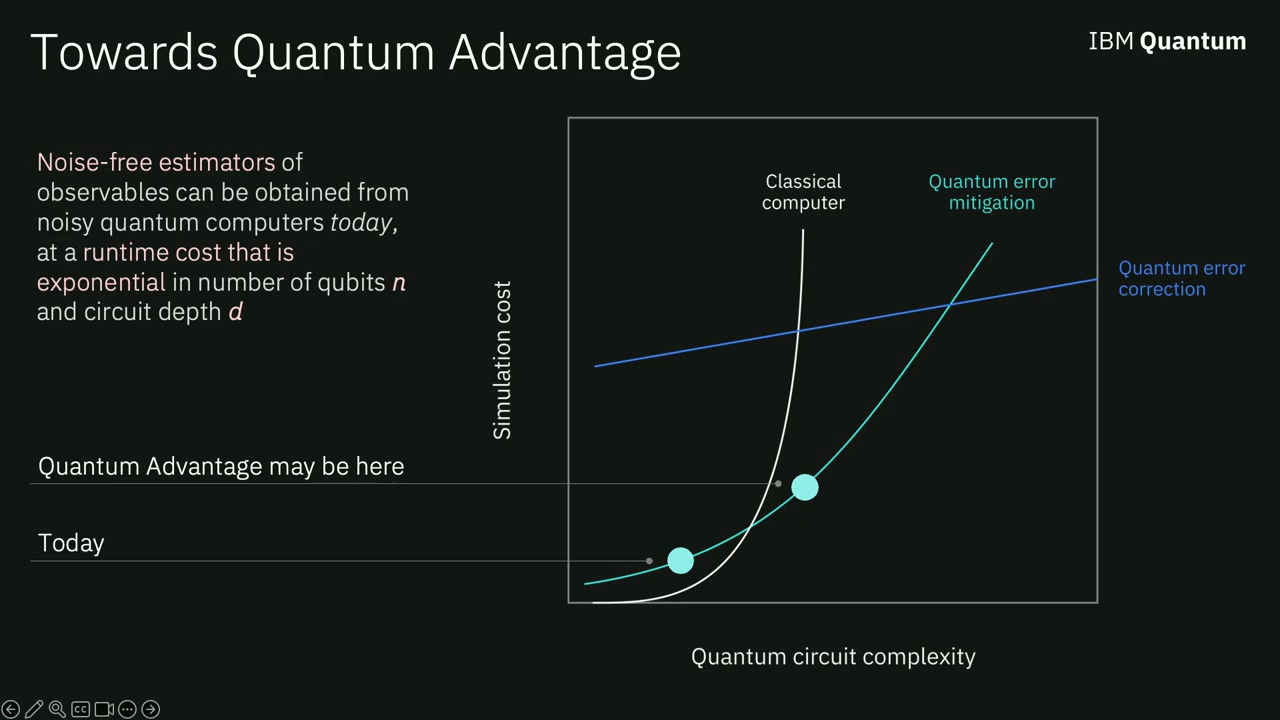 Towards Quantum Advantage
IBM Quantum
Noise-free estimators of
observables can be obtained from
noisy quantum computers today,
at a runtime cost that is
exponential in number of qubits n
and circuit depth d
Quantum Advantage may be here
Today
Simulation cost
Classical
computer
Quantum error
mitigation
Quantum error
correction
Quantum circuit complexity
CC